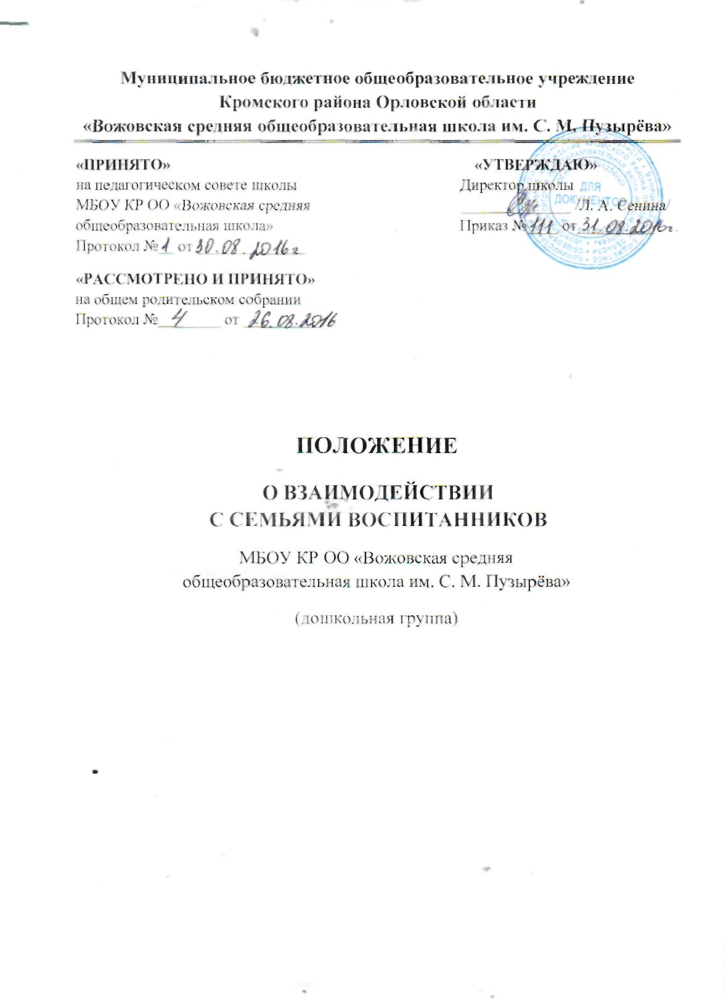 Муниципальное бюджетное общеобразовательное учреждение
Кромского района Орловской области
«Вожовская средняя общеобразовательная школа им. С. М. Пузырёва»
«ПРИНЯТО»
на педагогическом совете школы
МБОУ КР ОО «Вожовская средняя
общеобразовательная школа»
Протокол № 1 от 30.08.2016г
«УТВЕРЖДАЮ»
Директор школы
/Л. А. Сенина/
Приказ № 111 от 31.08.2016г.
ДЛЯ
ДОКУМЕНТОВ
«РАССМОТРЕНО И ПРИНЯТО»
на общем родительском собрании
Протокол № 4 от 26.08.2016
ПОЛОЖЕНИЕ
О ВЗАИМОДЕЙСТВИИ
С СЕМЬЯМИ ВОСПИТАННИКОВ
МБОУ КР ОО «Вожовская средняя
общеобразовательная школа им. С. М. Пузырёва»
(дошкольная группа)